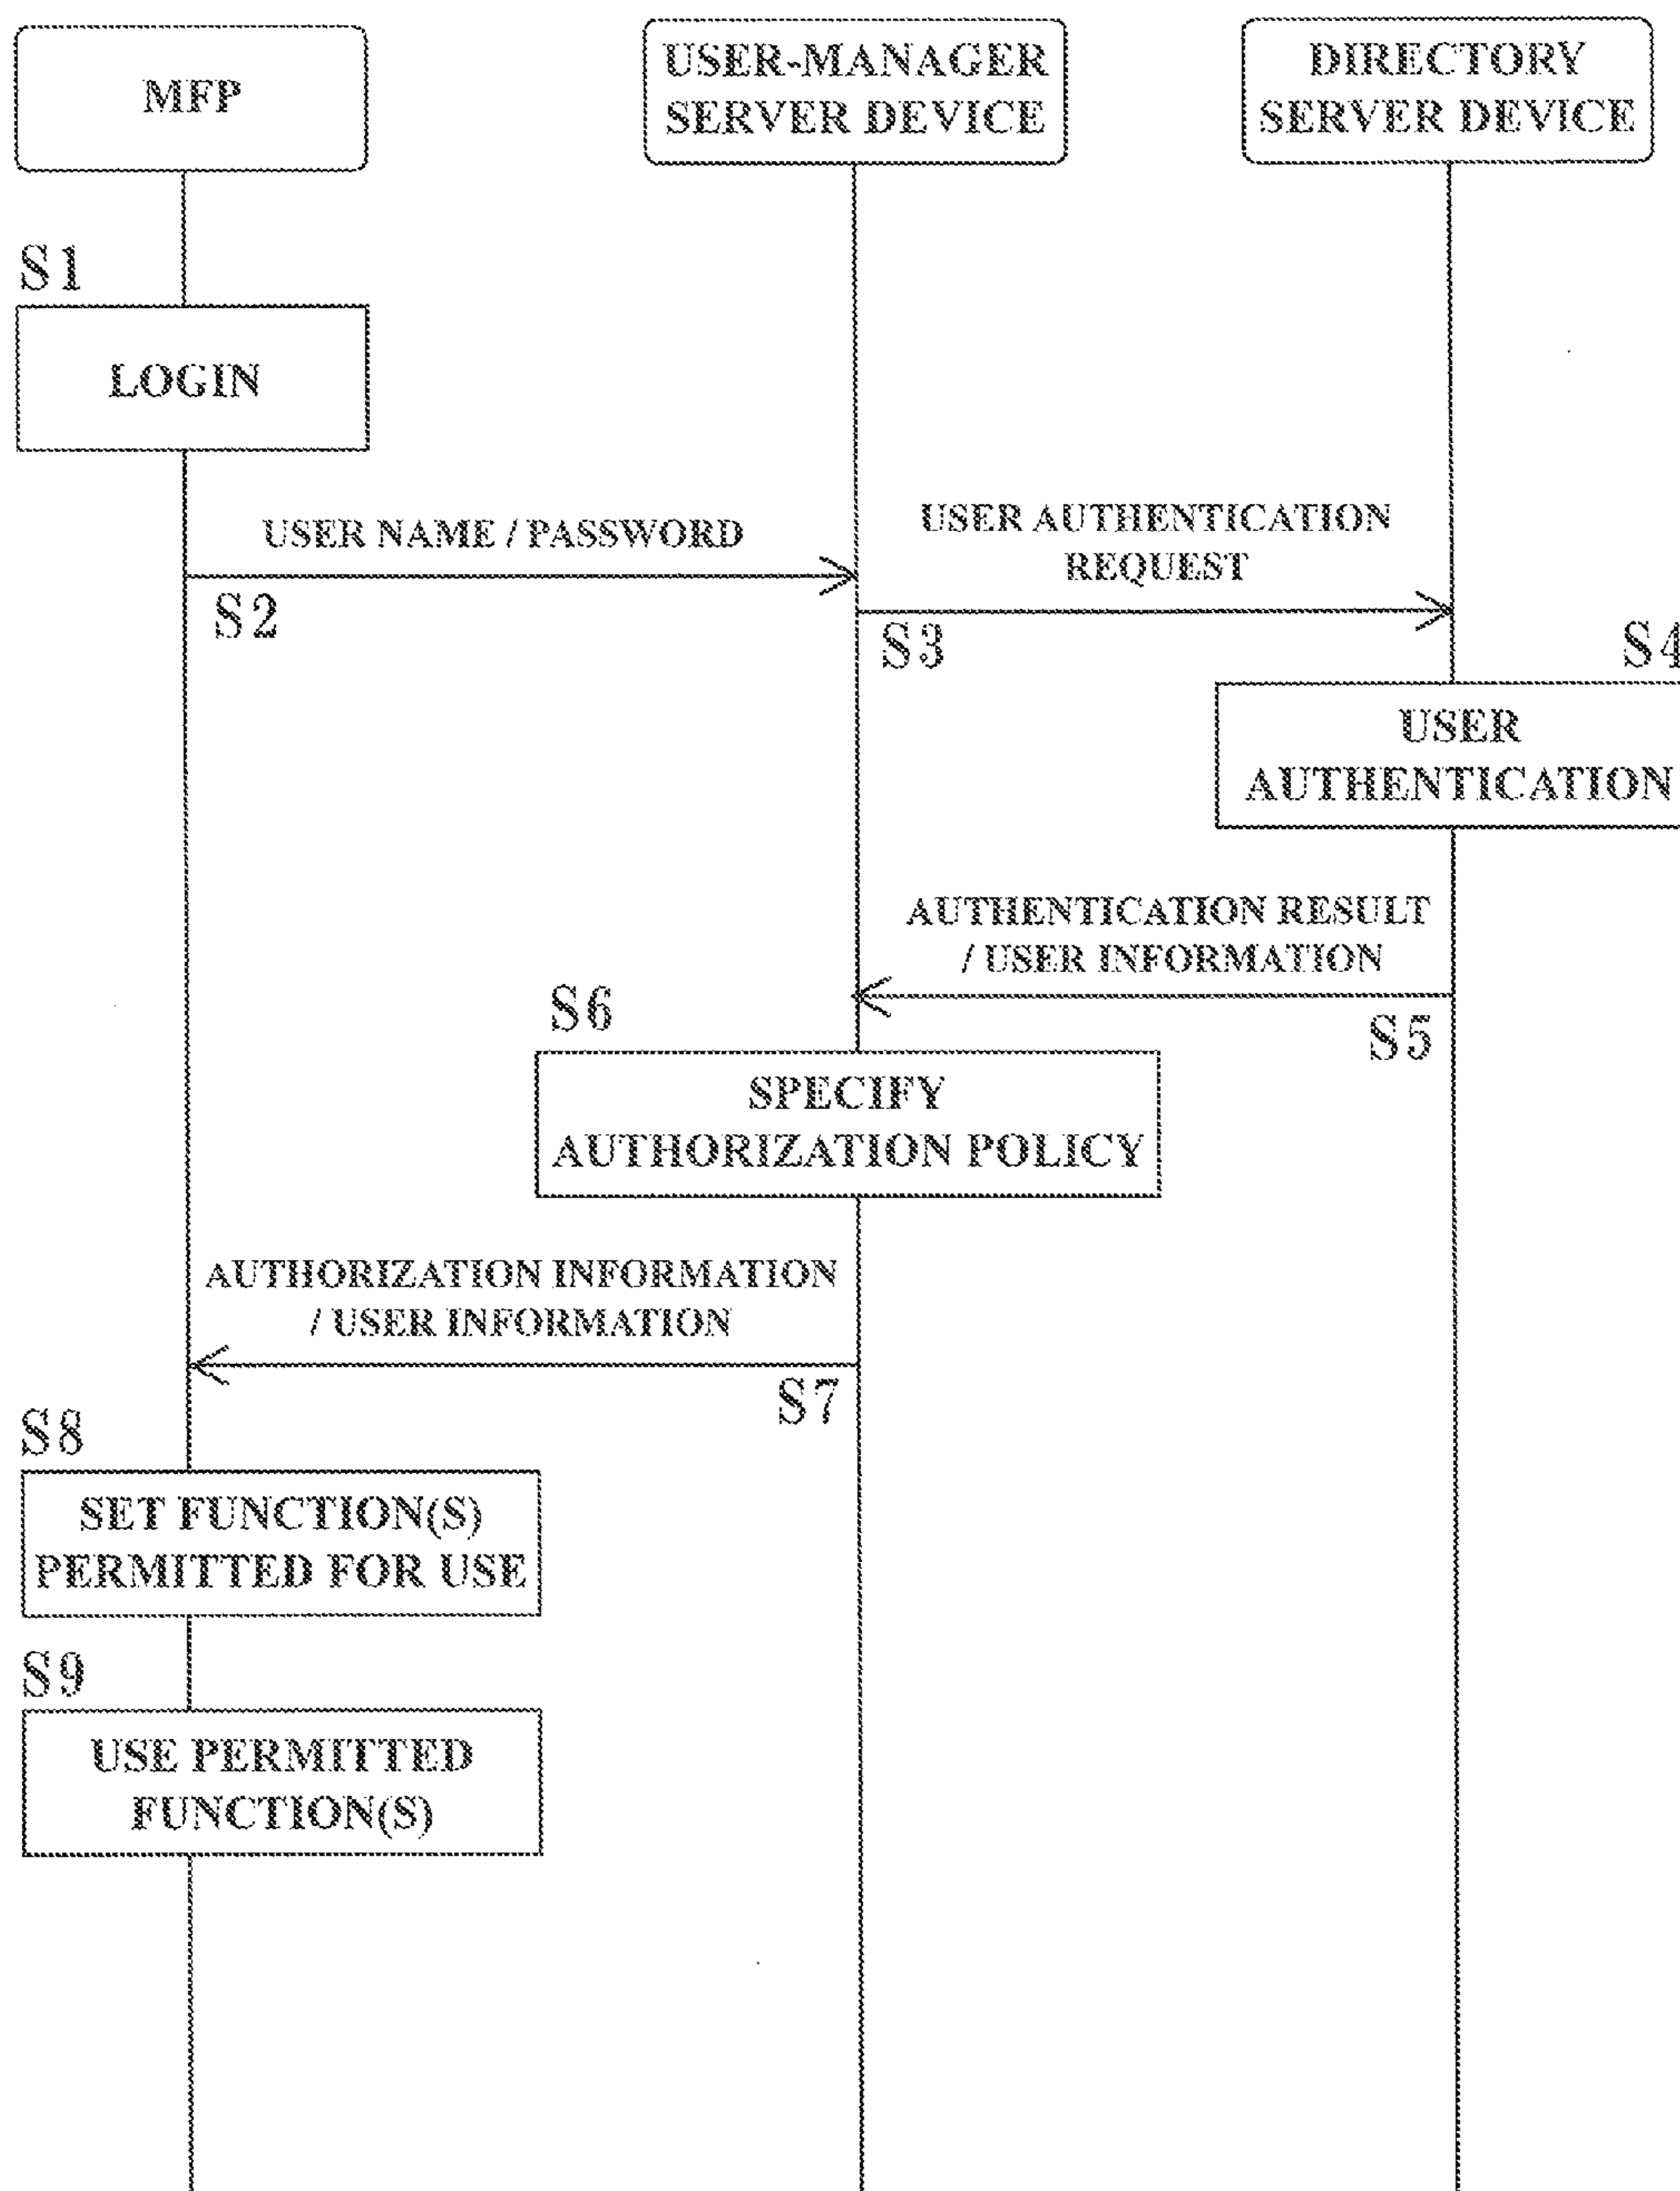 MFP
USER-MANAGER
SERVER DEVICE
DIRECTORY
SERVER DEVICE
S1
LOGIN
USER NAME / PASSWORD
S2
USER AUTHENTICATION
REQUEST
S3
S4
USER
AUTHENTICATION
AUTHENTICATION RESULT
/ USER INFORMATION
S5
S6
SPECIFY
AUTHORIZATION POLICY
AUTHORIZATION INFORMATION
/ USER INFORMATION
S7
S8
SET FUNCTION(S)
PERMITTED FOR USE
S9
USE PERMITTED
FUNCTION(S)